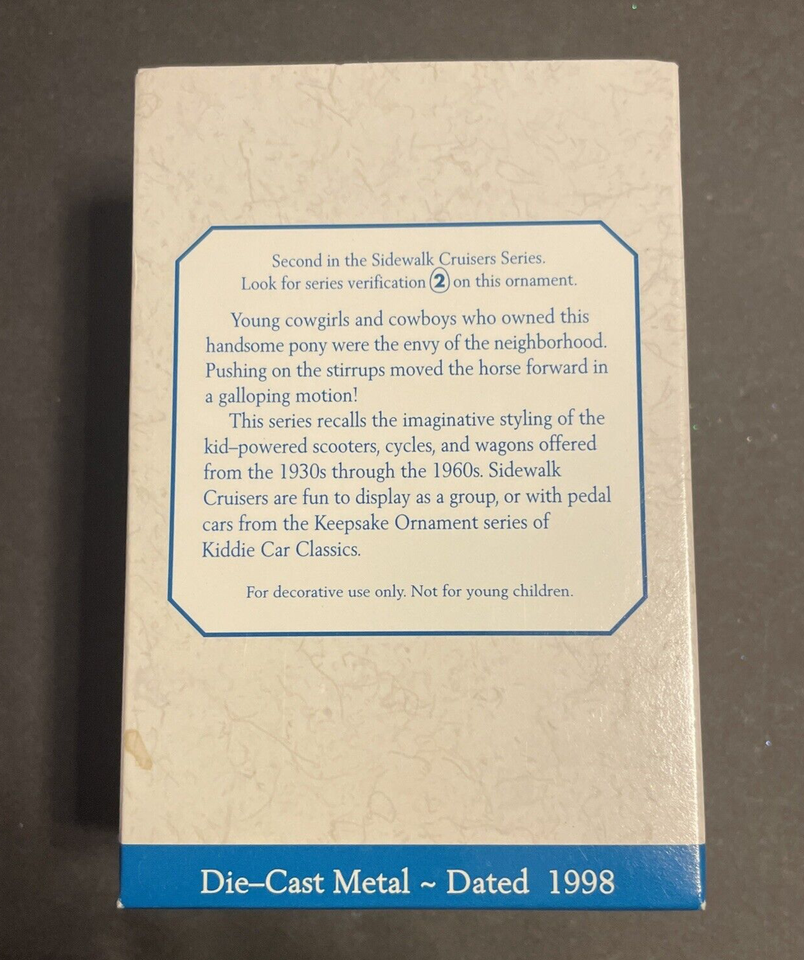 Second in the Sidewalk Cruisers Series.
Look for series verification 2 on this ornament.
Young cowgirls and cowboys who owned this
handsome pony were the envy of the neighborhood.
Pushing on the stirrups moved the horse forward in
a galloping motion!
This series recalls the imaginative styling of the
kid–powered scooters, cycles, and wagons offered
from the 1930s through the 1960s. Sidewalk
Cruisers are fun to display as a group, or with pedal
cars from the Keepsake Ornament series of
Kiddie Car Classics.
For decorative use only. Not for young children.
Die–Cast Metal ~ Dated 1998